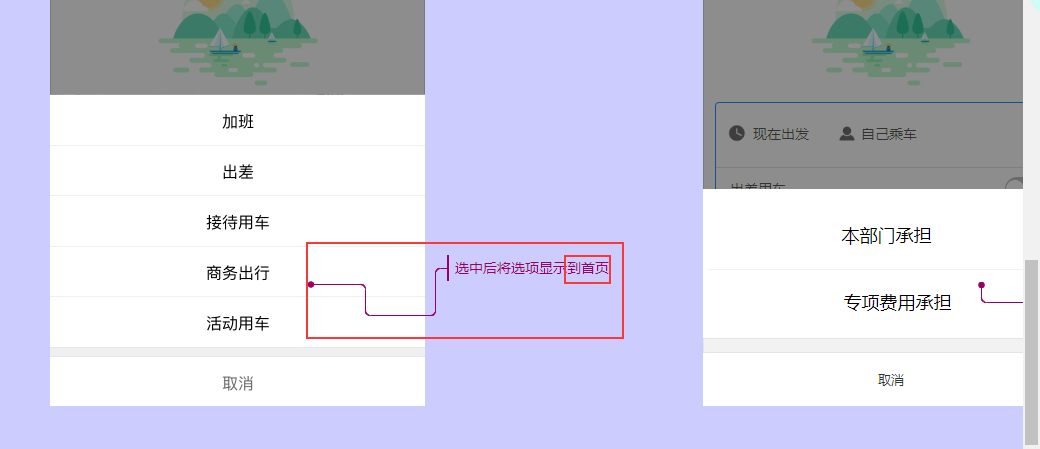 加班
出差
接待用车
商务出行
活动用车
取消
选中后将选项显示到首页
现在出发 自己乘车
出差用车
本部门承担
专项费用承担
取消